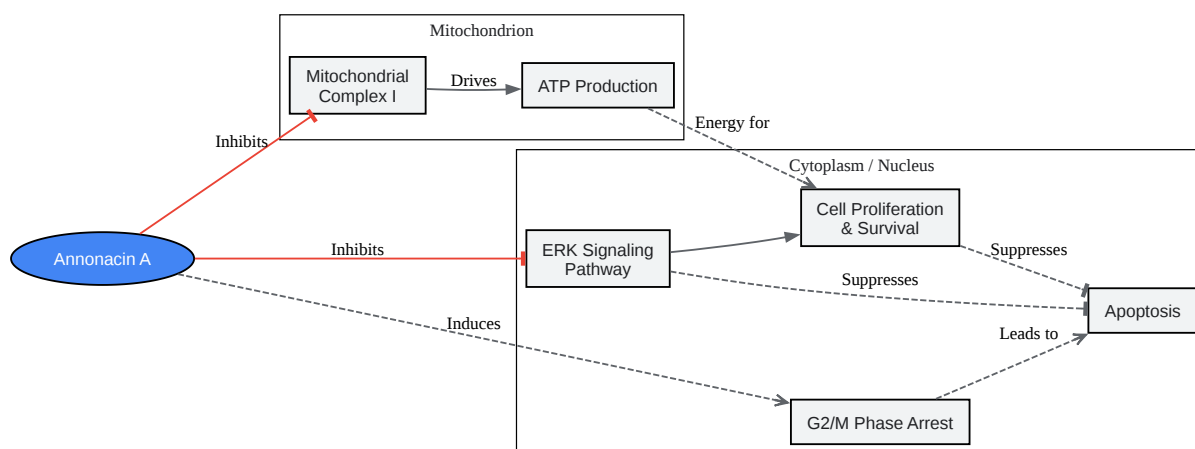 Mitochondrion
Mitochondrial
Complex I
Drives
ATP Production
Energy for
Inhibits
Cytoplasm / Nucleus
Cell Proliferation
& Survival
Annonacin A
Inhibits
ERK Signaling
Pathway
Suppresses
Suppresses
Apoptosis
Induces
Leads to
G2/M Phase Arrest